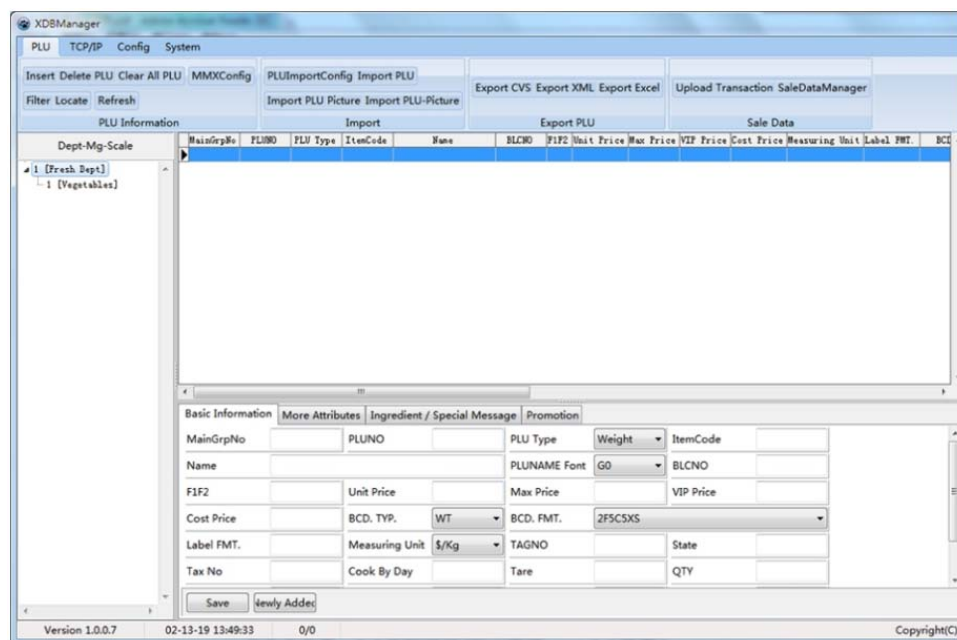 XDBManager
PLU TCP/IP Config System
Insert Delete PLU Clear All PLU MMXConfig PLUImportConfig Import PLU Export CVS Export XML Export Excel Upload Transaction SaleDataManager
Filter Locate Refresh Import PLU Picture Import PLU-Picture
PLU Information Import Export PLU Sale Data
Dept-Mg-Scale MainGrpNo PLUNO PLU Type ItemCode Name BLCNO F1F2 Unit Price Max Price VIP Price Cost Price Measuring Unit Label FMT. BCD
1 [Fresh Dept]
1 [Vegetables]
Basic Information More Attributes Ingredient / Special Message Promotion
MainGrpNo PLUNO PLU Type Weight ItemCode
Name PLUNAME Font G0 BLCNO
F1F2 Unit Price Max Price VIP Price
Cost Price BCD. TYP. WT BCD. FMT. 2F5C5XS
Label FMT. Measuring Unit $/Kg TAGNO State
Tax No Cook By Day Tare QTY
Save Newly Added
Version 1.0.0.7 02-13-19 13:49:33 0/0 Copyright(C)